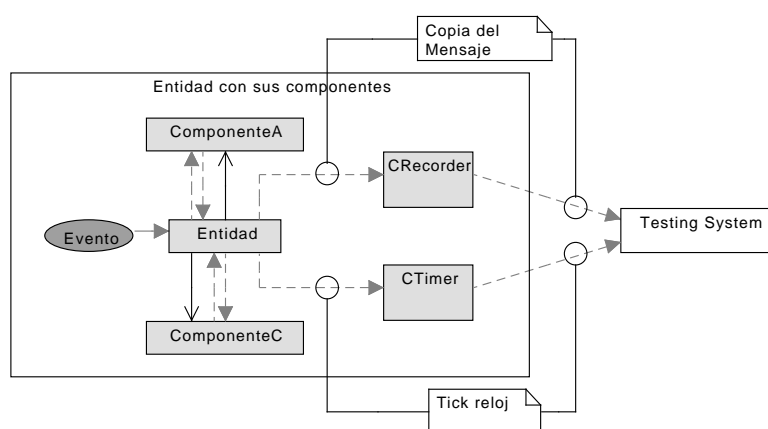 Copia del
Mensaje
Entidad con sus componentes
ComponenteA
CRecorder
Evento
Entidad
Testing System
CTimer
ComponenteC
Tick reloj